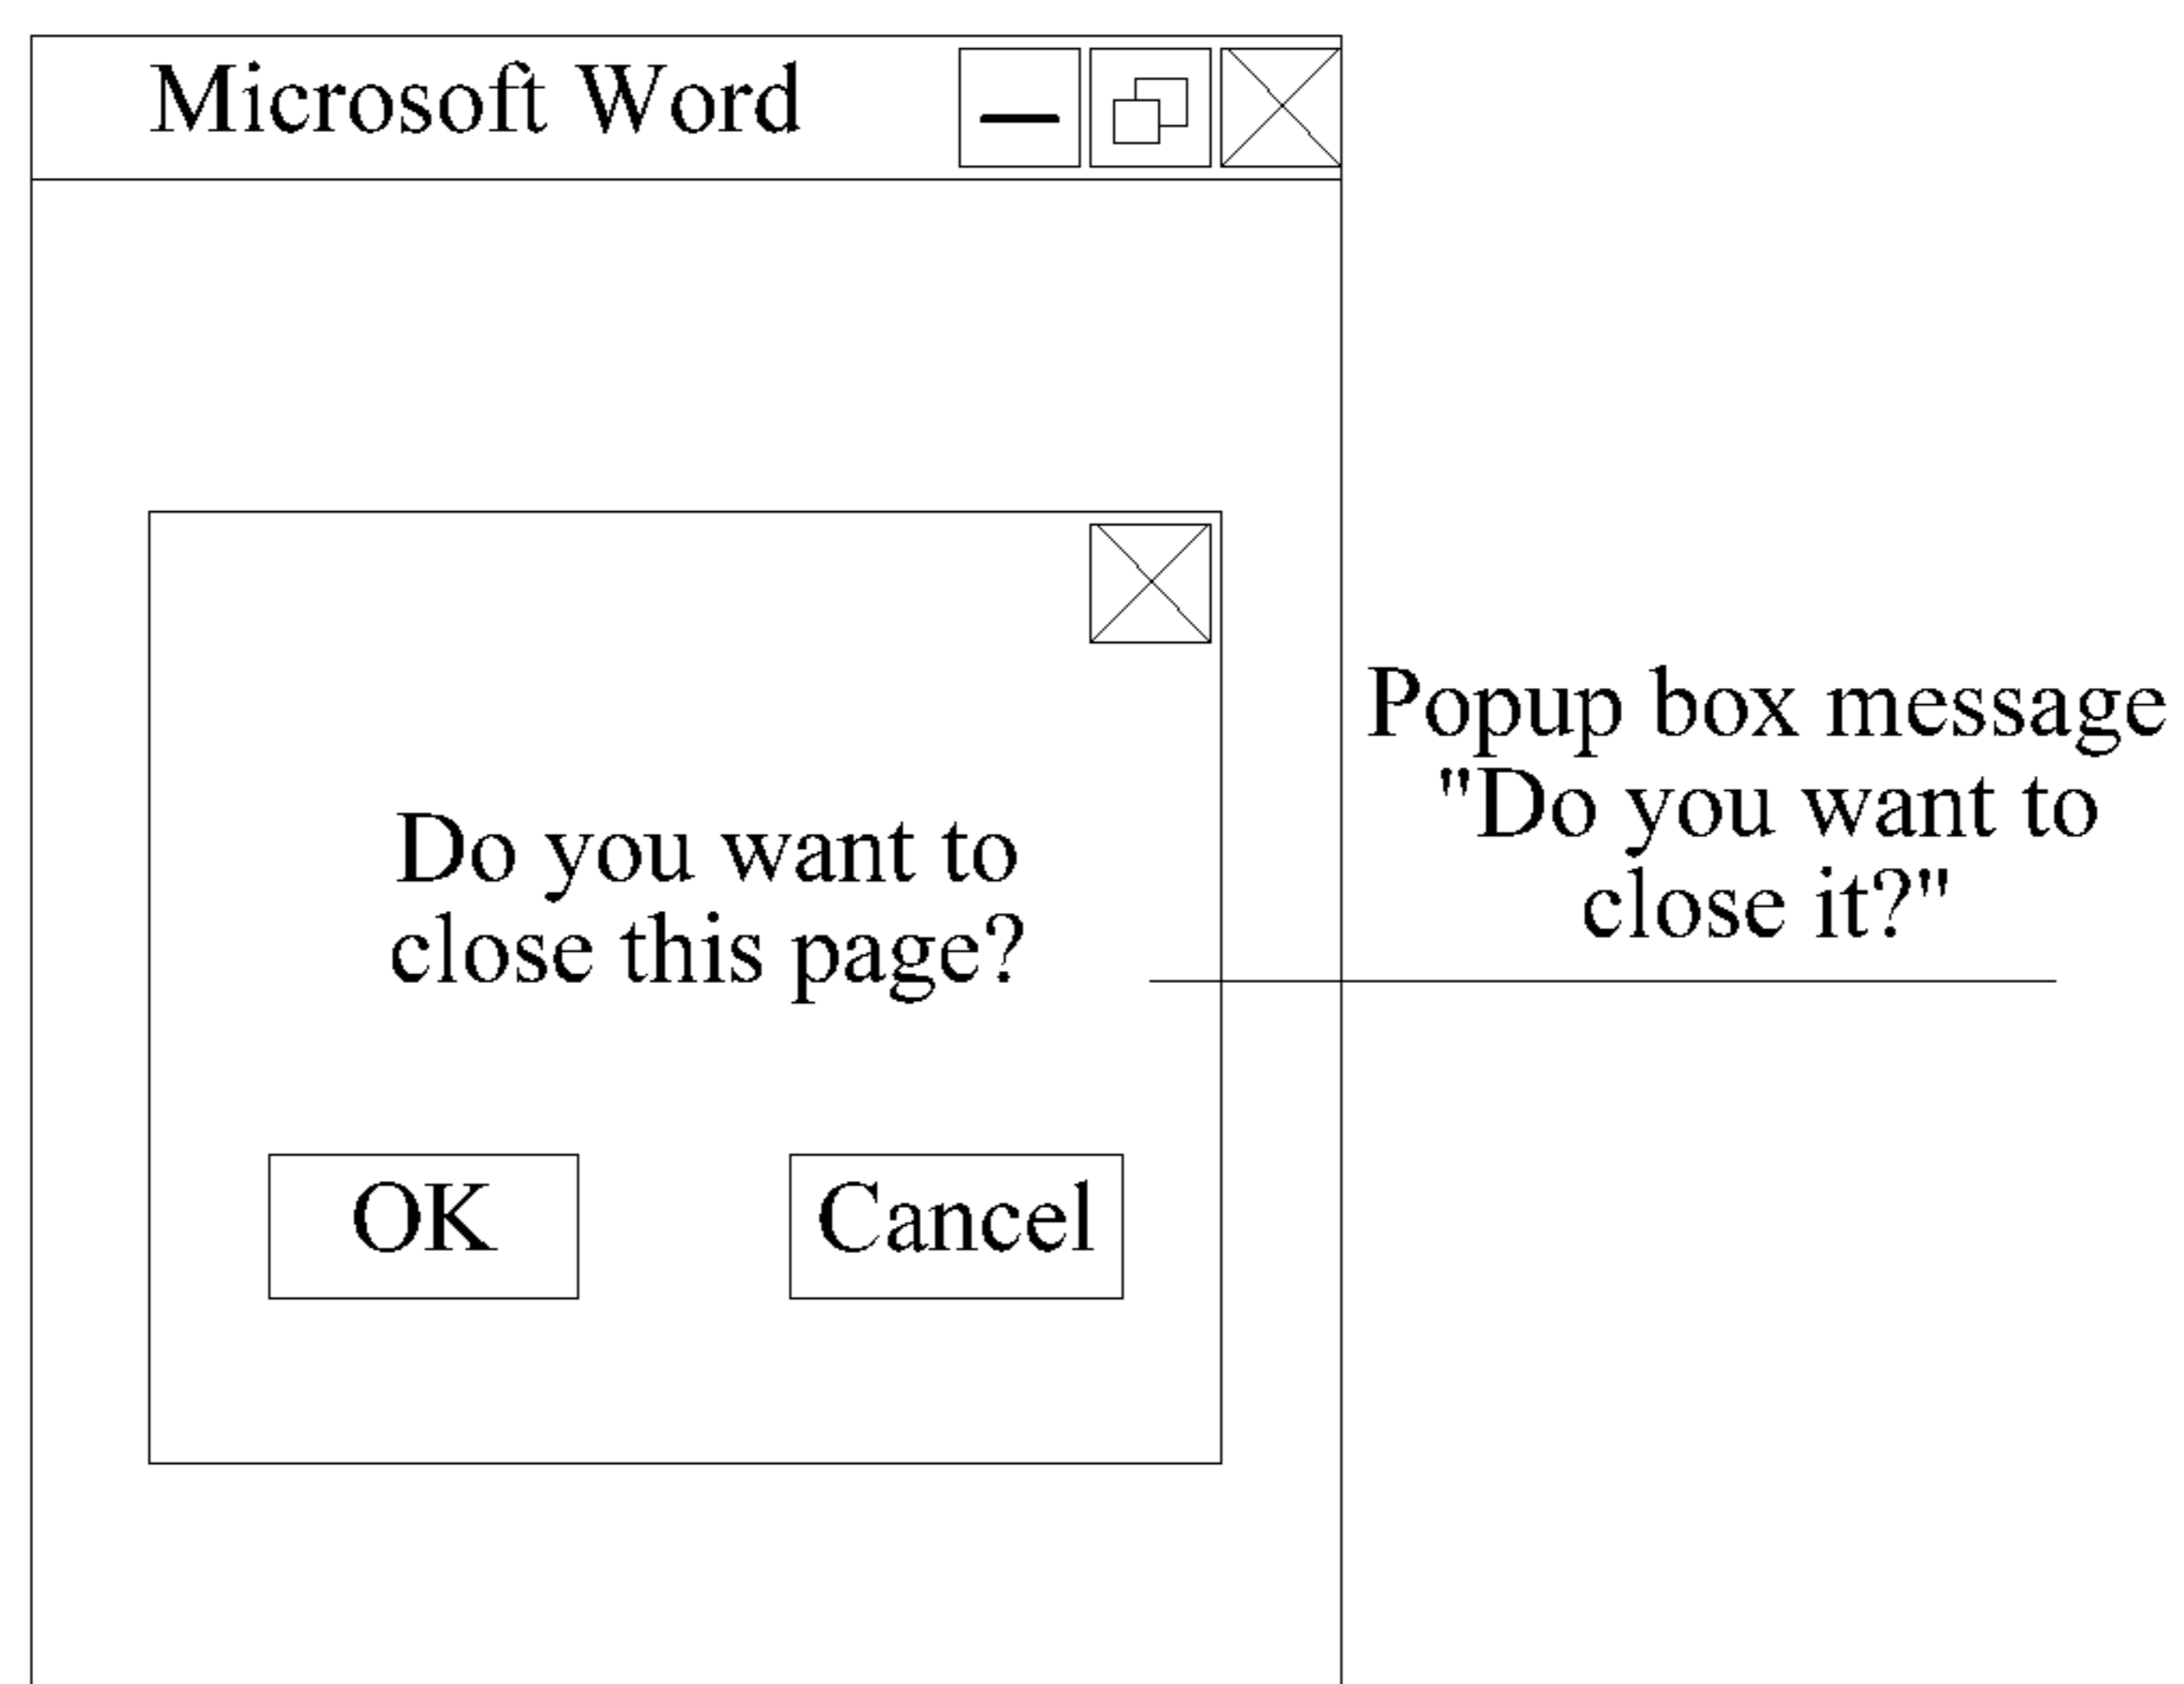 Microsoft Word
Do you want to
close this page?
OK
Cancel
Popup box message
"Do you want to
close it?"